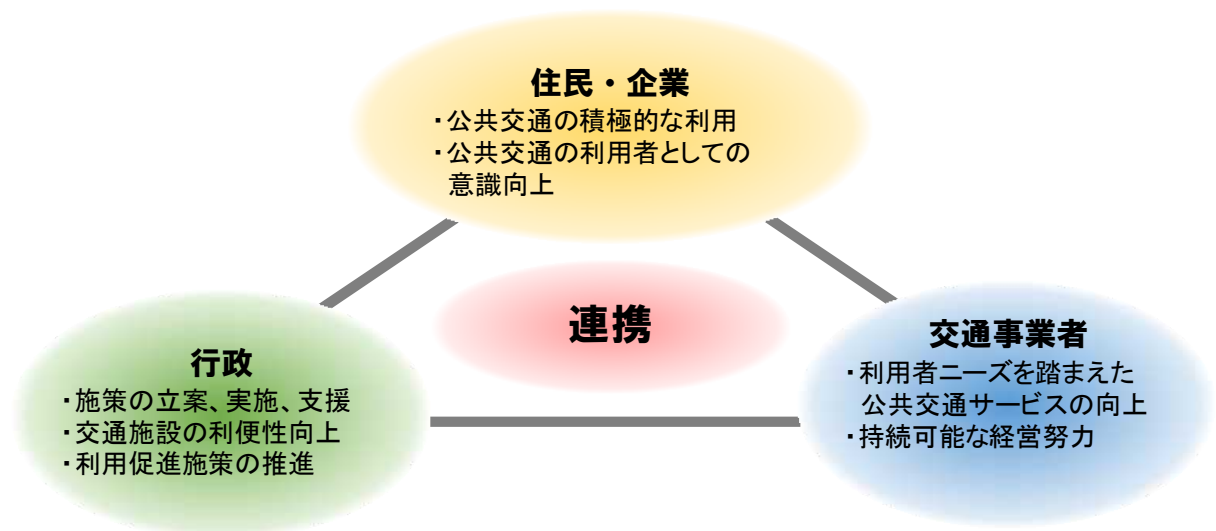 住民・企業
・公共交通の積極的な利用
・公共交通の利用者としての
意識向上
連携
行政
・施策の立案、実施、支援
・交通施設の利便性向上
・利用促進施策の推進
交通事業者
・利用者ニーズを踏まえた
公共交通サービスの向上
・持続可能な経営努力